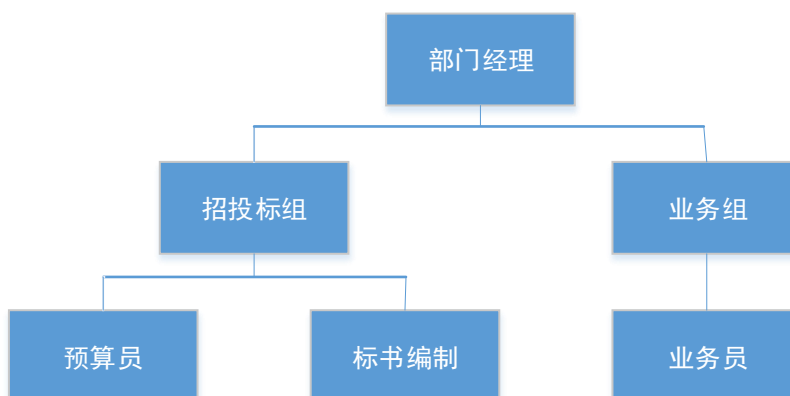 部门经理
招投标组
业务组
预算员
标书编制
业务员